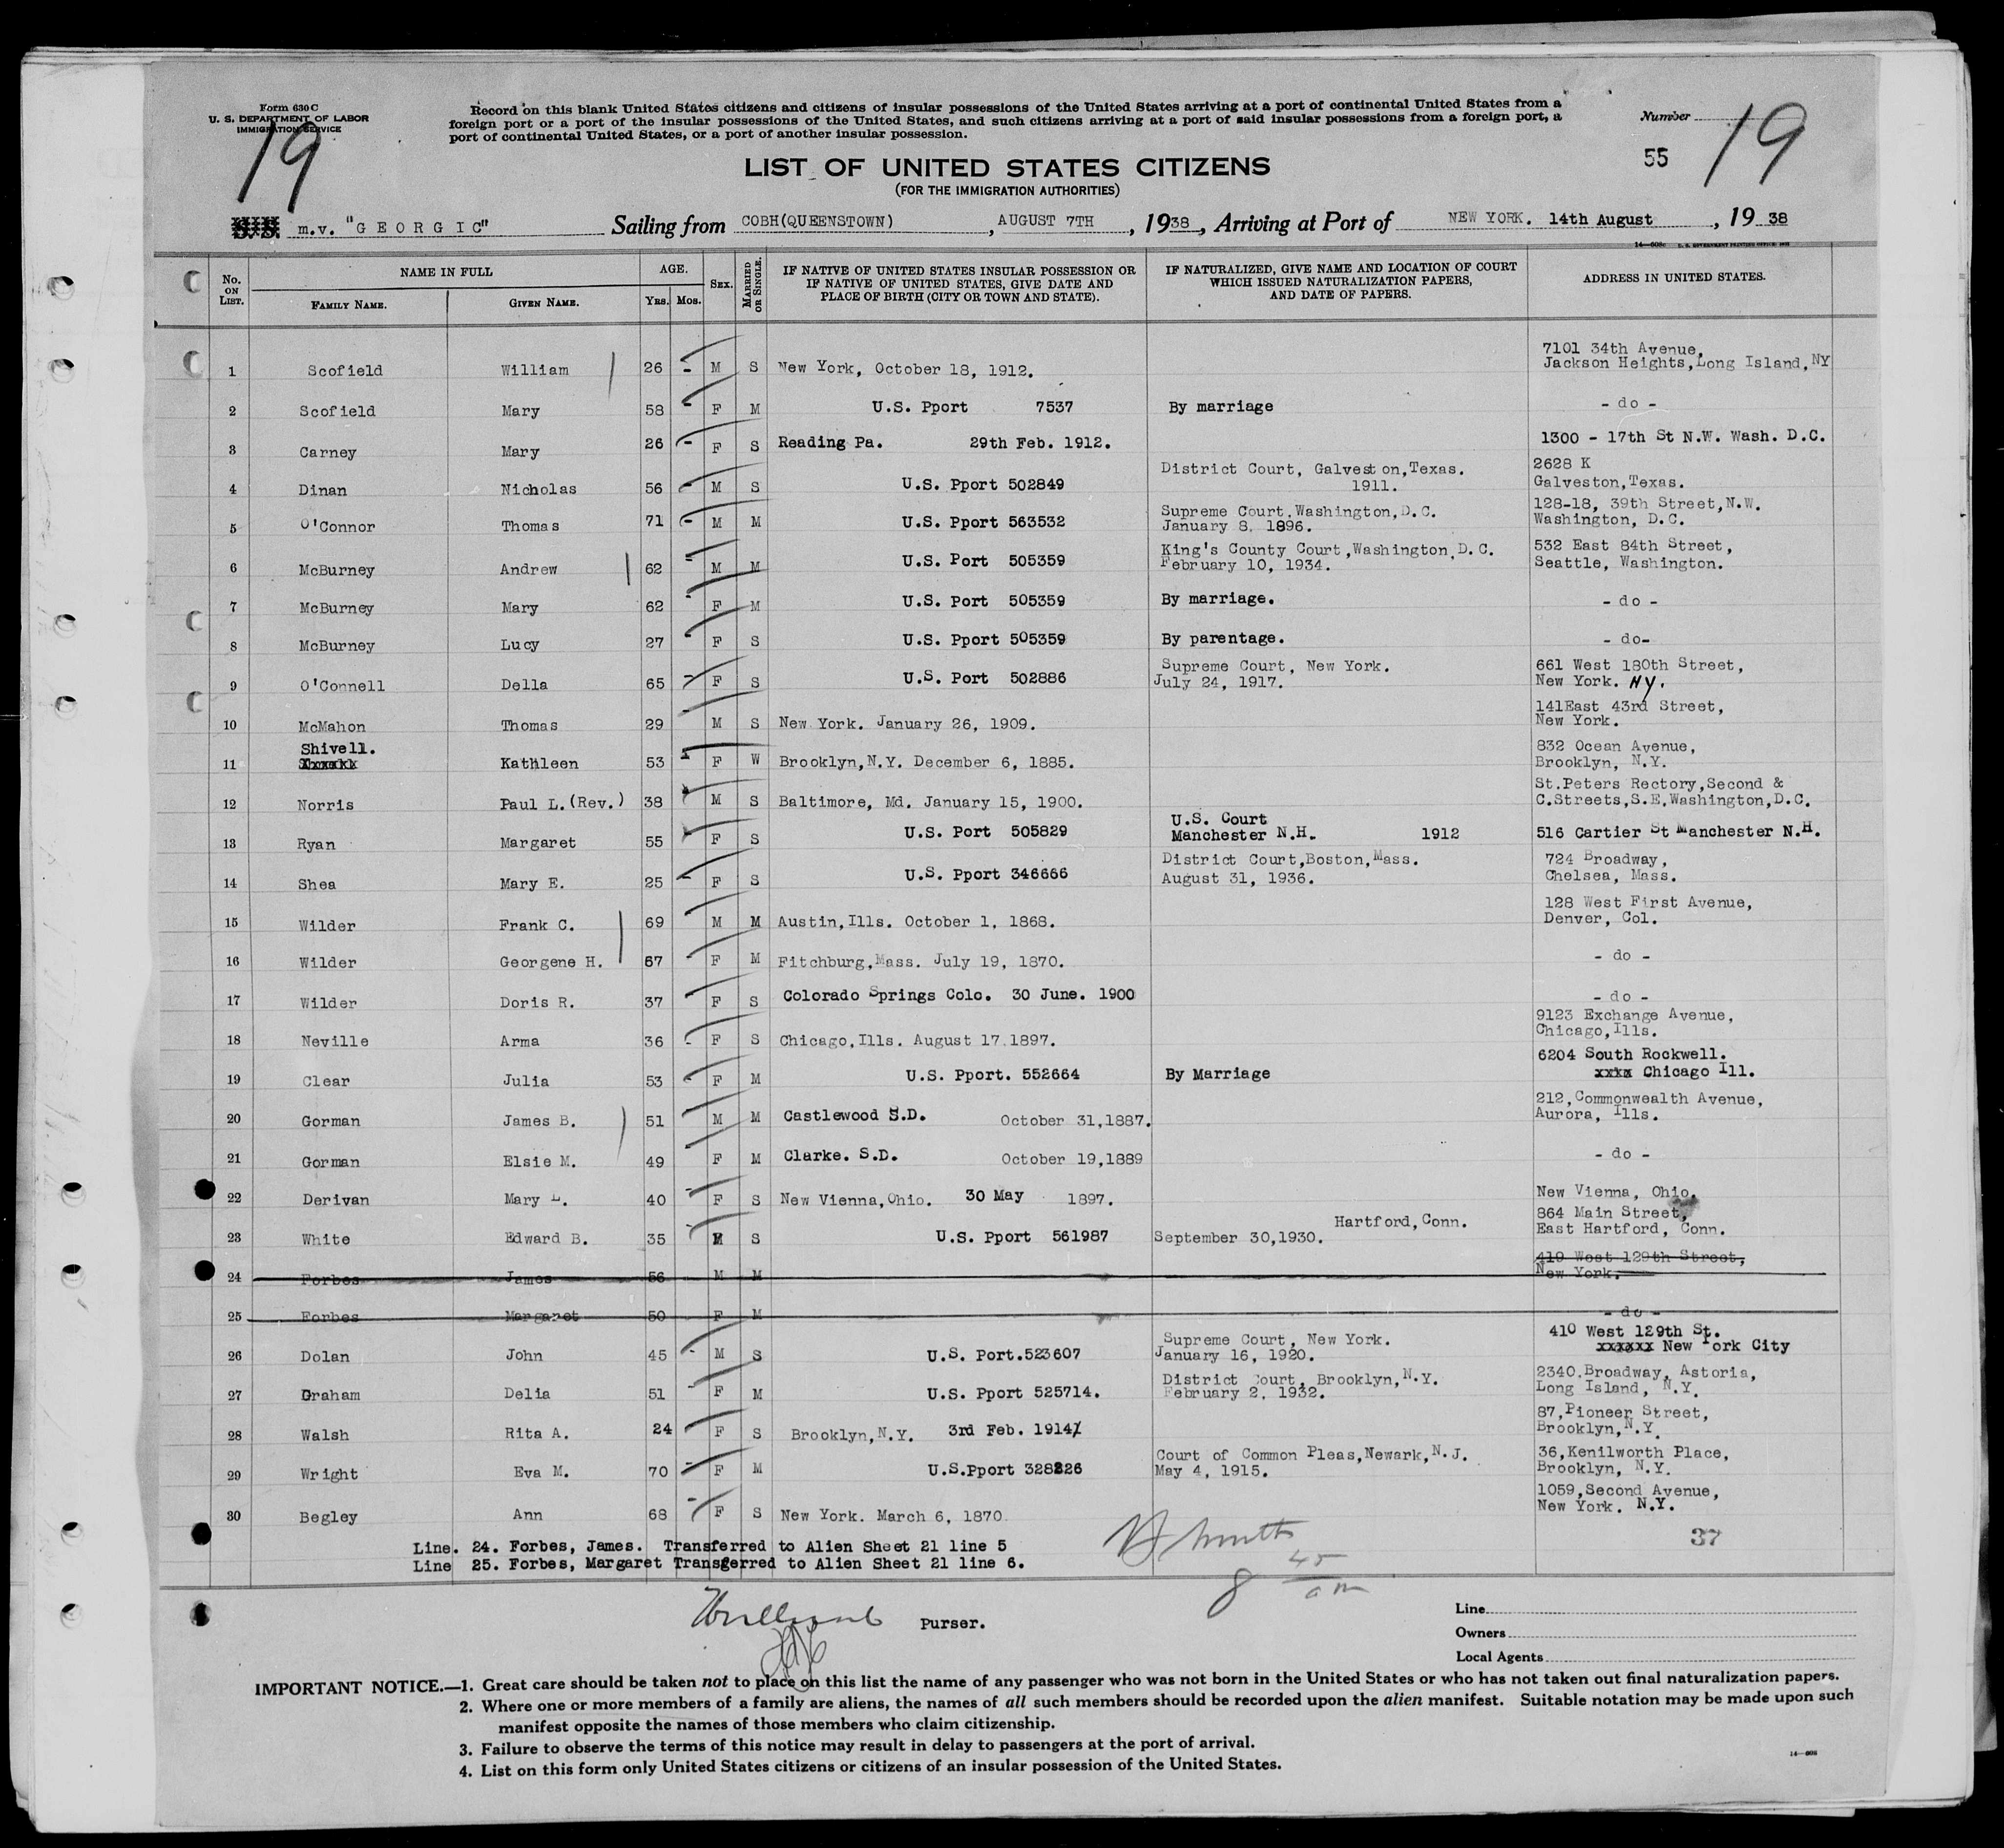 Form 630 C
U. S. DEPARTMENT OF LABOR
IMMIGRATION SERVICE
19
Record on this blank United States citizens and citizens of insular possessions of the United States arriving at a port of continental United States from a
foreign port or a port of the insular possessions of the United States, and such citizens arriving at a port of said insular possessions from a foreign port, a
port of continental United States, or a port of another insular possession.
Number
19
55
LIST OF UNITED STATES CITIZENS
(FOR THE IMMIGRATION AUTHORITIES)
S.S. m.v. "GEORGIC" Sailing from COBH(QUEENSTOWN), AUGUST 7TH, 1938, Arriving at Port of NEW YORK. 14th August, 1938
No. ON LIST. NAME IN FULL FAMILY NAME. GIVEN NAME. AGE. YRS. MOS. SEX. MARRIED OR SINGLE. IF NATIVE OF UNITED STATES INSULAR POSSESSION OR IF NATIVE OF UNITED STATES, GIVE DATE AND PLACE OF BIRTH (CITY OR TOWN AND STATE). IF NATURALIZED, GIVE NAME AND LOCATION OF COURT WHICH ISSUED NATURALIZATION PAPERS, AND DATE OF PAPERS. ADDRESS IN UNITED STATES.
1 Scofield William 26 - M S New York, October 18, 1912. 7101 34th Avenue, Jackson Heights, Long Island, NY
2 Scofield Mary 58 - F M U.S. Pport 7537 By marriage - do -
3 Carney Mary 26 - F S Reading Pa. 29th Feb. 1912. 1300 - 17th St N.W. Wash. D.C.
4 Dinan Nicholas 56 - M S U.S. Pport 502849 District Court, Galveston, Texas. 1911. 2628 K Galveston, Texas.
5 O'Connor Thomas 71 - M M U.S. Pport 563532 Supreme Court, Washington, D.C. January 8, 1896. 128-18, 39th Street, N.W. Washington, D.C.
6 McBurney Andrew 62 - M M U.S. Port 505359 King's County Court, Washington, D.C. February 10, 1934. 532 East 84th Street, Seattle, Washington.
7 McBurney Mary 62 - F M U.S. Port 505359 By marriage. - do -
8 McBurney Lucy 27 - F S U.S. Pport 505359 By parentage. - do-
9 O'Connell Della 65 - F S U.S. Port 502886 Supreme Court, New York. July 24, 1917. 661 West 180th Street, New York. NY.
10 McMahon Thomas 29 - M S New York. January 26, 1909. 141East 43rd Street, New York.
11 Shivell. Kathleen 53 - F W Brooklyn, N.Y. December 6, 1885. 832 Ocean Avenue, Brooklyn, N.Y.
12 Norris Paul L. (Rev.) 38 M S Baltimore, Md. January 15, 1900. St.Peters Rectory, Second & C.Streets, S.E, Washington, D.C.
13 Ryan Margaret 55 - F S U.S. Port 505829 U.S. Court Manchester N.H. 1912 516 Cartier St Manchester N.H.
14 Shea Mary E. 25 - F S U.S. Pport 346666 District Court, Boston, Mass. August 31, 1936. 724 Broadway, Chelsea, Mass.
15 Wilder Frank C. 69 - M M Austin, Ills. October 1, 1868. 128 West First Avenue, Denver, Col.
16 Wilder Georgene H. 67 - F M Fitchburg, Mass. July 19, 1870. - do -
17 Wilder Doris R. 37 - F S Colorado Springs Colo. 30 June. 1900 - do -
18 Neville Arma 36 - F S Chicago, Ills. August 17.1897. 9123 Exchange Avenue, Chicago, Ills.
19 Clear Julia 53 - F M U.S. Pport. 552664 By Marriage 6204 South Rockwell. xxxx Chicago Ill.
20 Gorman James B. 51 - M M Castlewood S.D. October 31,1887. 212, Commonwealth Avenue, Aurora, Ills.
21 Gorman Elsie M. 49 - F M Clarke. S.D. October 19,1889 - do -
22 Derivan Mary L. 40 - F S New Vienna, Ohio. 30 May 1897. New Vienna, Ohio.
23 White Edward B. 35 M S U.S. Pport 561987 Hartford, Conn. September 30,1930. 864 Main Street, East Hartford, Conn.
24 Forbes James 56 M M 410 West 129th Street, New York.
25 Forbes Margaret 50 F M - do -
26 Dolan John 45 - M S U.S. Port.523607 Supreme Court, New York. January 16, 1920. 410 West 129th St. xxxxxx New York City
27 Graham Delia 51 - F M U.S. Pport 525714. District Court, Brooklyn, N.Y. February 2, 1932. 2340.Broadway, Astoria, Long Island, N.Y.
28 Walsh Rita A. 24 - F S Brooklyn, N.Y. 3rd Feb. 1914 87, Pioneer Street, Brooklyn, N.Y.
29 Wright Eva M. 70 - F M U.S.Pport 328826 Court of Common Pleas, Newark, N.J. May 4, 1915. 36, Kenilworth Place, Brooklyn, N.Y.
30 Begley Ann 68 - F S New York. March 6, 1870 1059, Second Avenue, New York. N.Y.
Line. 24. Forbes, James. Transferred to Alien Sheet 21 line 5
Line 25. Forbes, Margaret Transgerred to Alien Sheet 21 line 6.
37
8 45 am
Purser.
Line
Owners
Local Agents
IMPORTANT NOTICE.—1. Great care should be taken not to place on this list the name of any passenger who was not born in the United States or who has not taken out final naturalization papers.
2. Where one or more members of a family are aliens, the names of all such members should be recorded upon the alien manifest. Suitable notation may be made upon such
manifest opposite the names of those members who claim citizenship.
3. Failure to observe the terms of this notice may result in delay to passengers at the port of arrival.
4. List on this form only United States citizens or citizens of an insular possession of the United States.
14—608